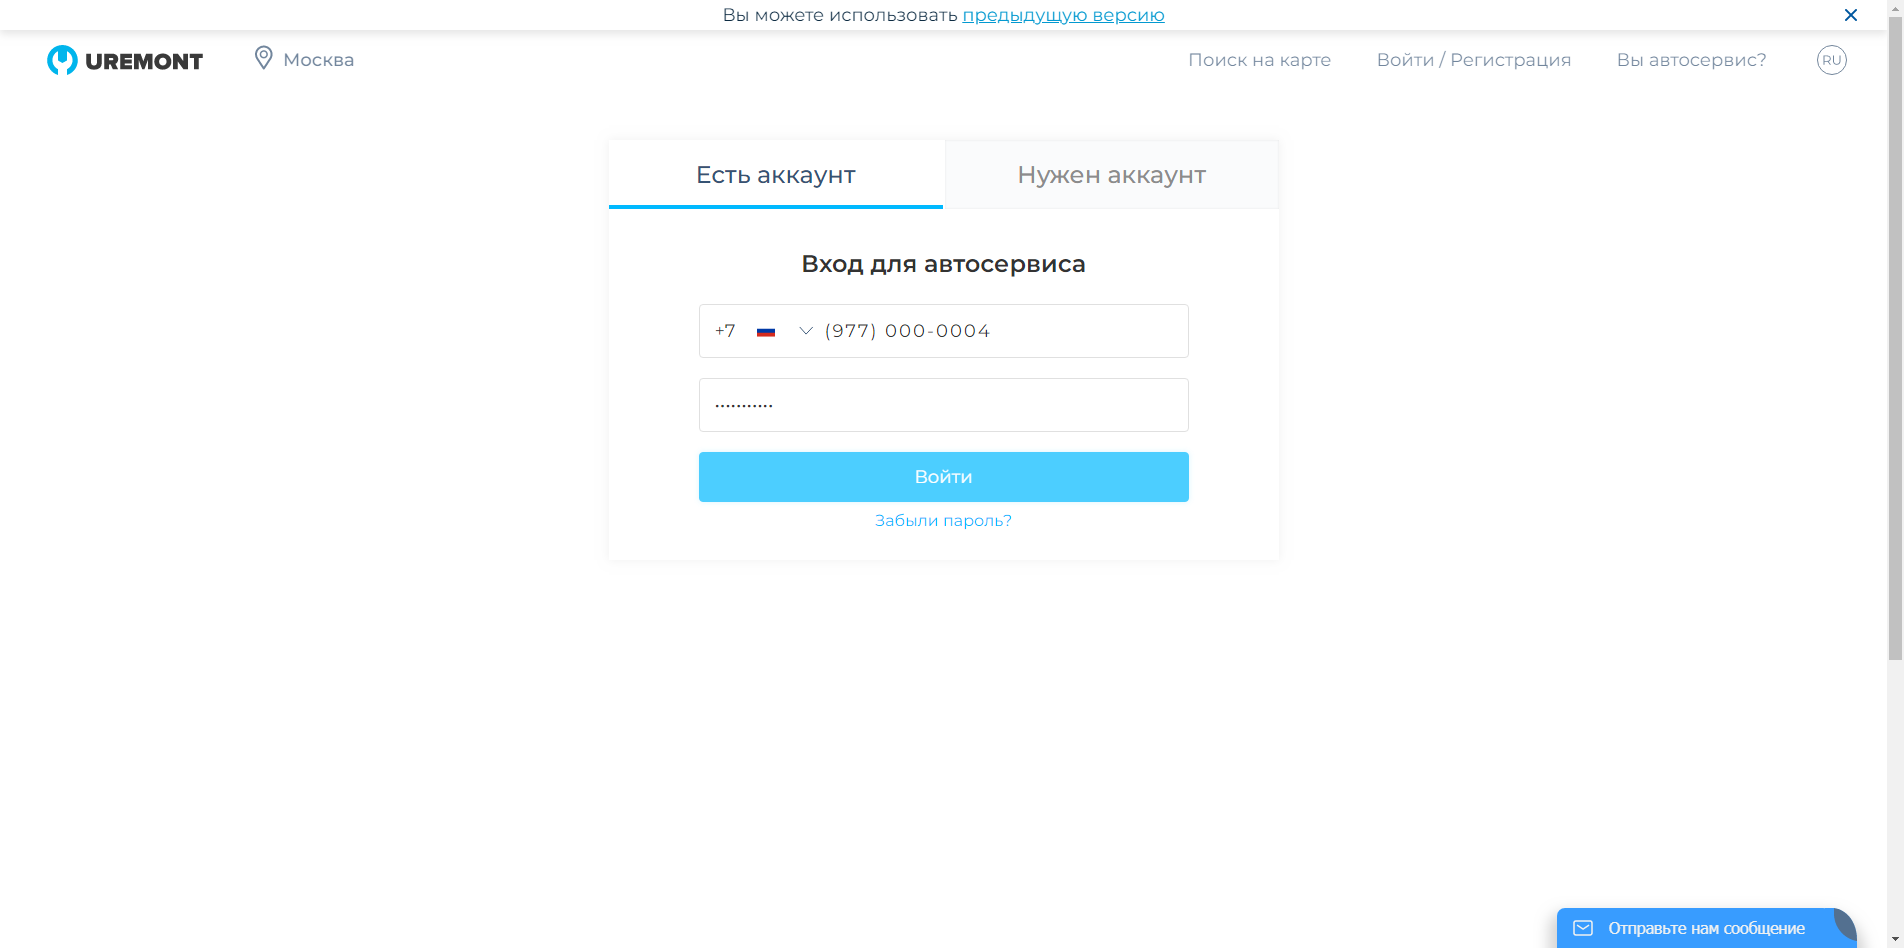 Вы можете использовать предыдущую версию
UREMONT
Москва
Поиск на карте
Войти / Регистрация
Вы автосервис?
RU
Есть аккаунт
Нужен аккаунт
Вход для автосервиса
+7 (977) 000-0004
•••••••••••
Войти
Забыли пароль?
Отправьте нам сообщение